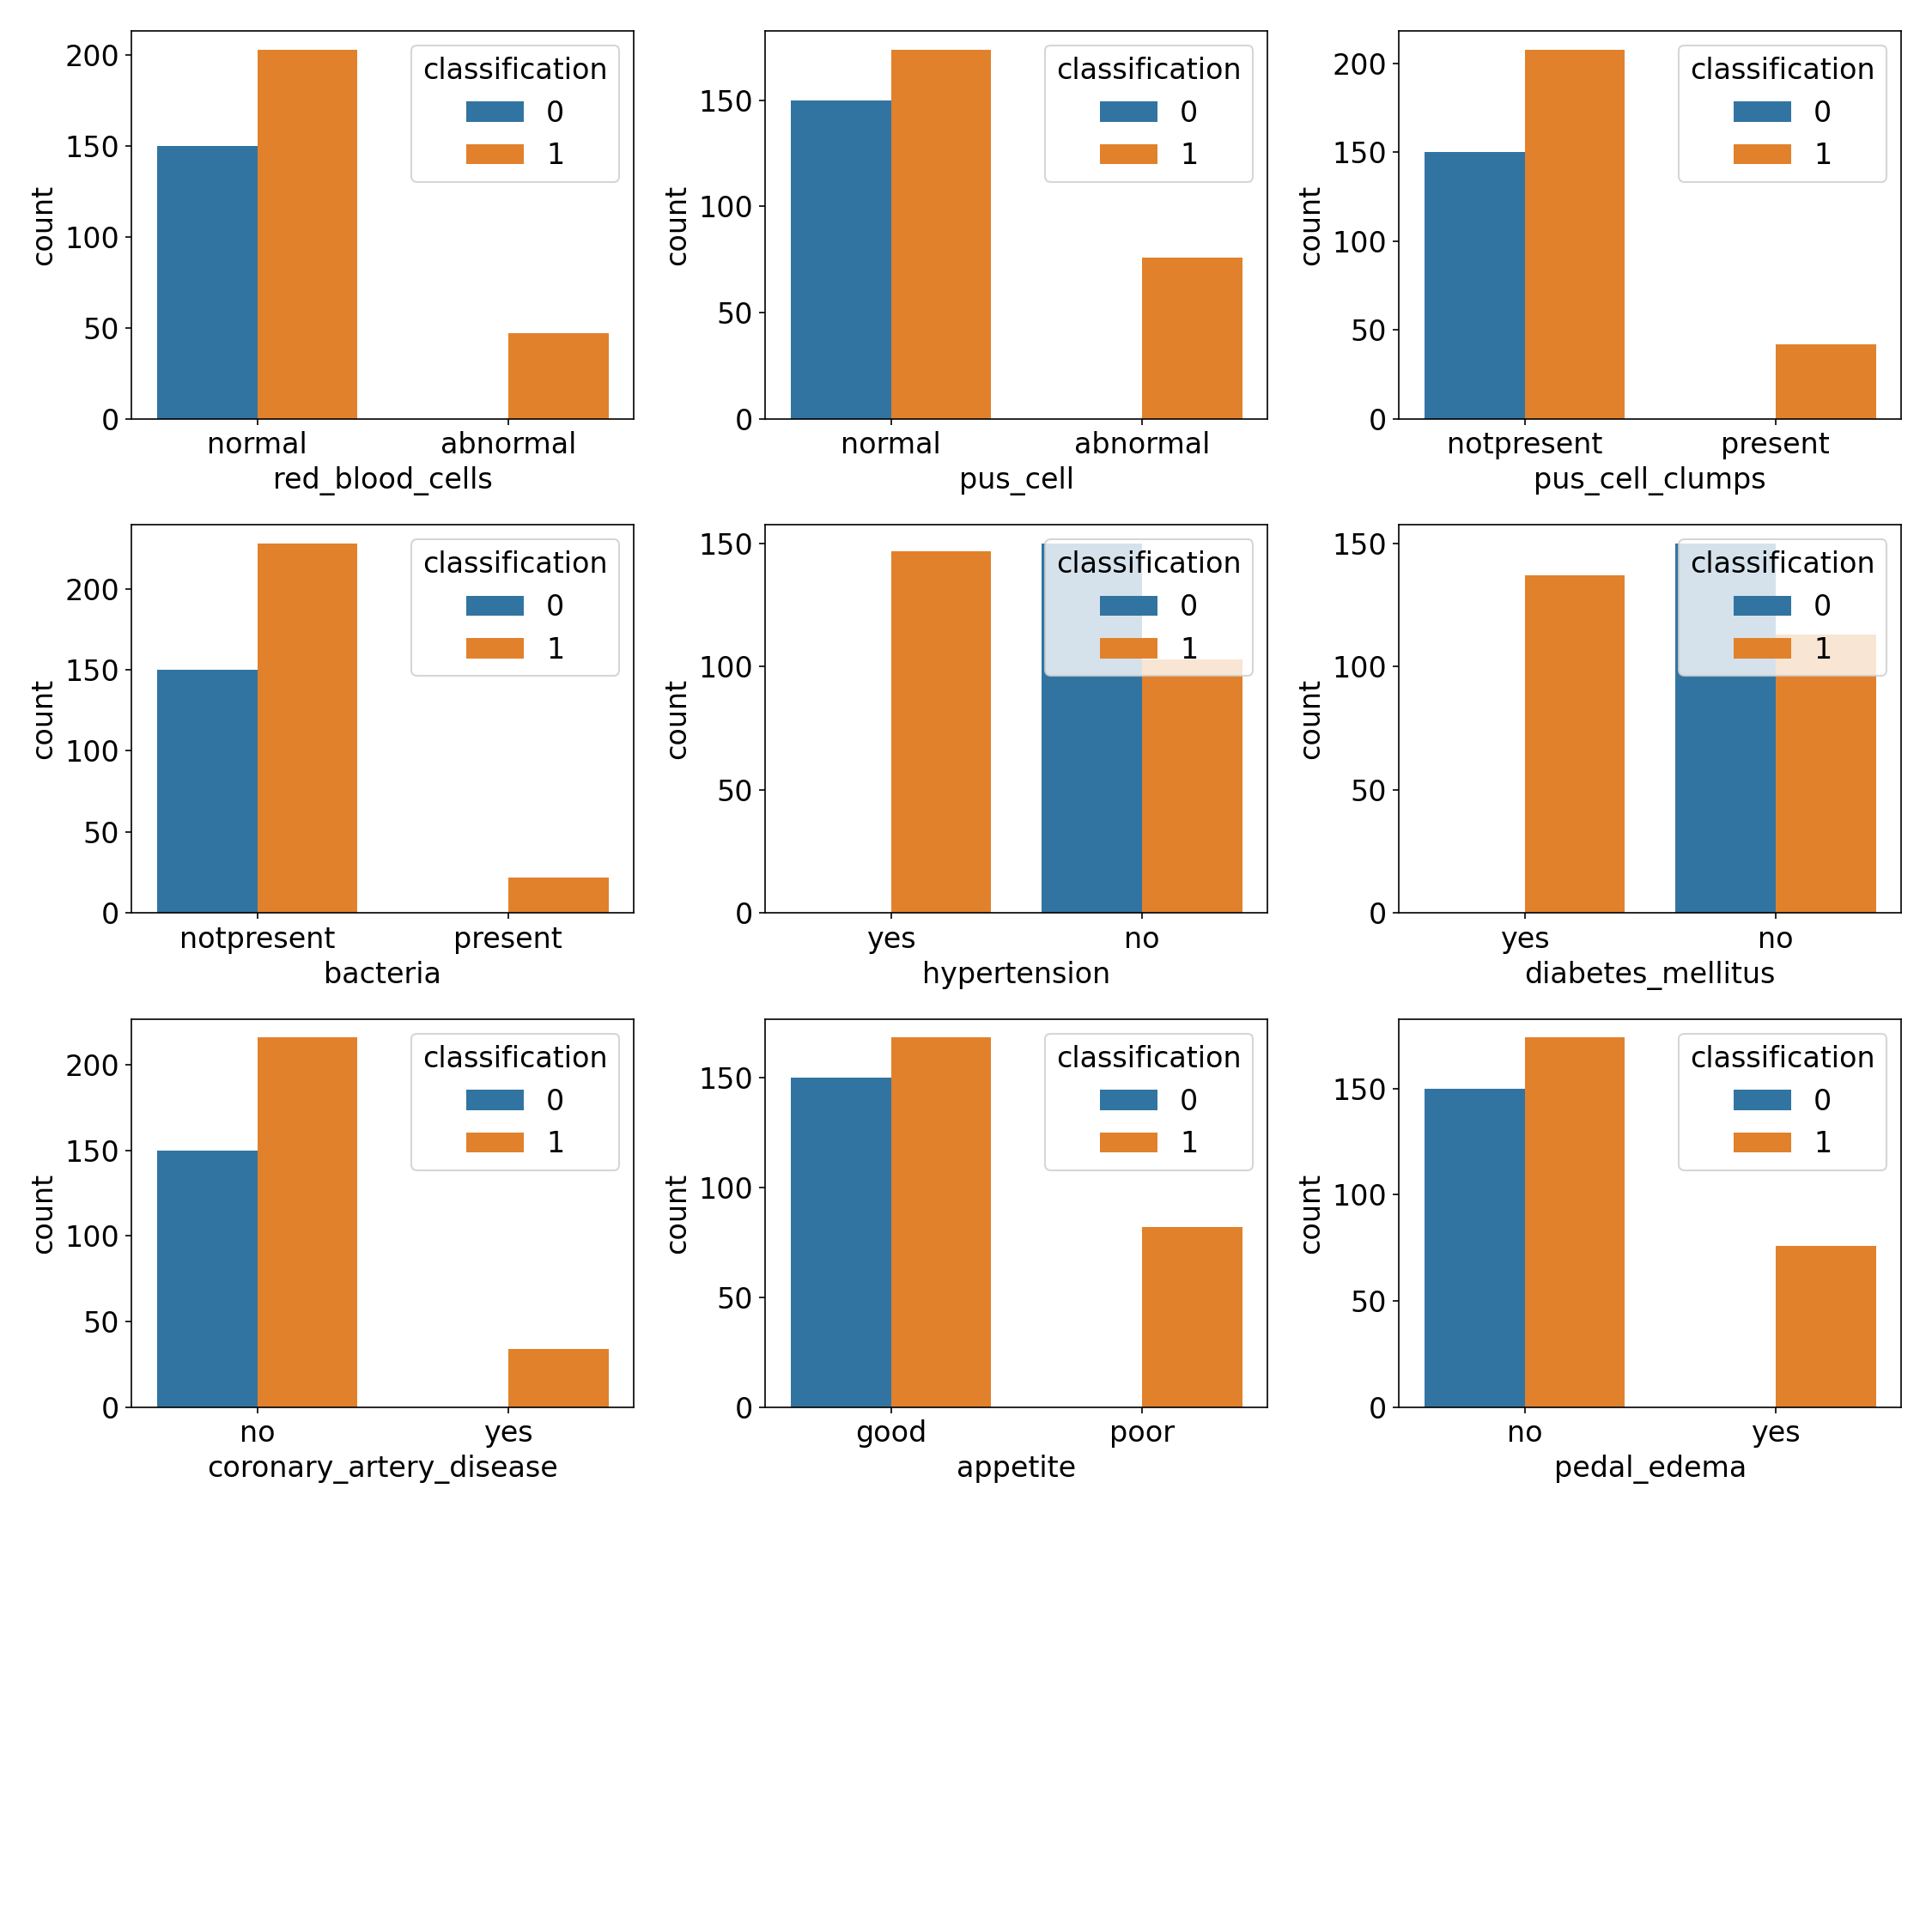 200
150
100
50
0
count
classification
0
1
normal abnormal
red_blood_cells
150
100
50
0
count
classification
0
1
normal abnormal
pus_cell
200
150
100
50
0
count
classification
0
1
notpresent present
pus_cell_clumps
200
150
100
50
0
count
classification
0
1
notpresent present
bacteria
150
100
50
0
count
classification
0
1
yes no
hypertension
150
100
50
0
count
classification
0
1
yes no
diabetes_mellitus
200
150
100
50
0
count
classification
0
1
no yes
coronary_artery_disease
150
100
50
0
count
classification
0
1
good poor
appetite
150
100
50
0
count
classification
0
1
no yes
pedal_edema